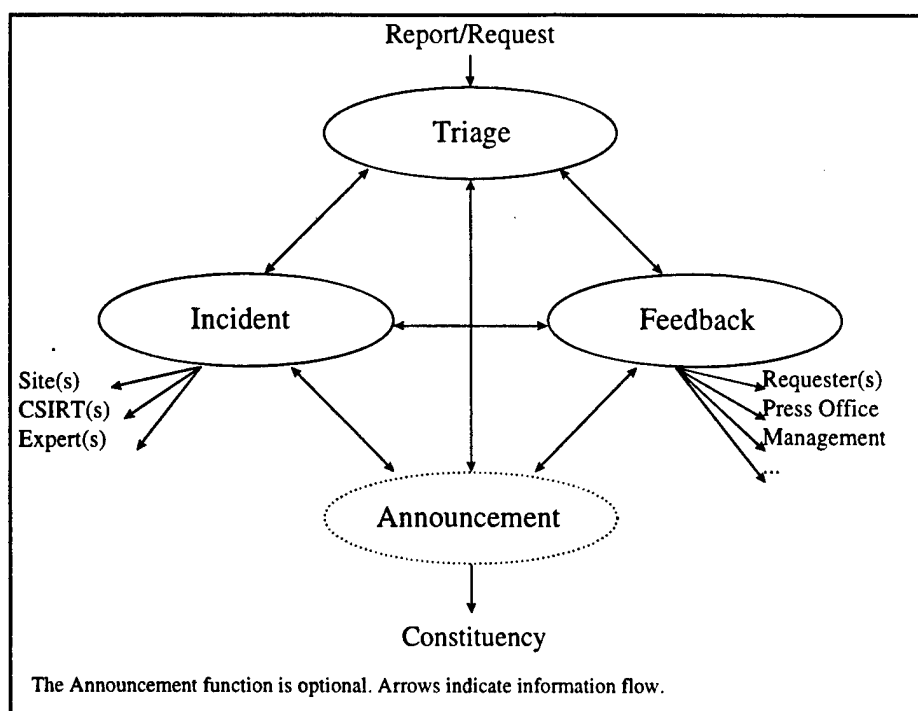 Report/Request
Triage
Incident
Feedback
Site(s)
CSIRT(s)
Expert(s)
Requester(s)
Press Office
Management
...
Announcement
Constituency
The Announcement function is optional. Arrows indicate information flow.